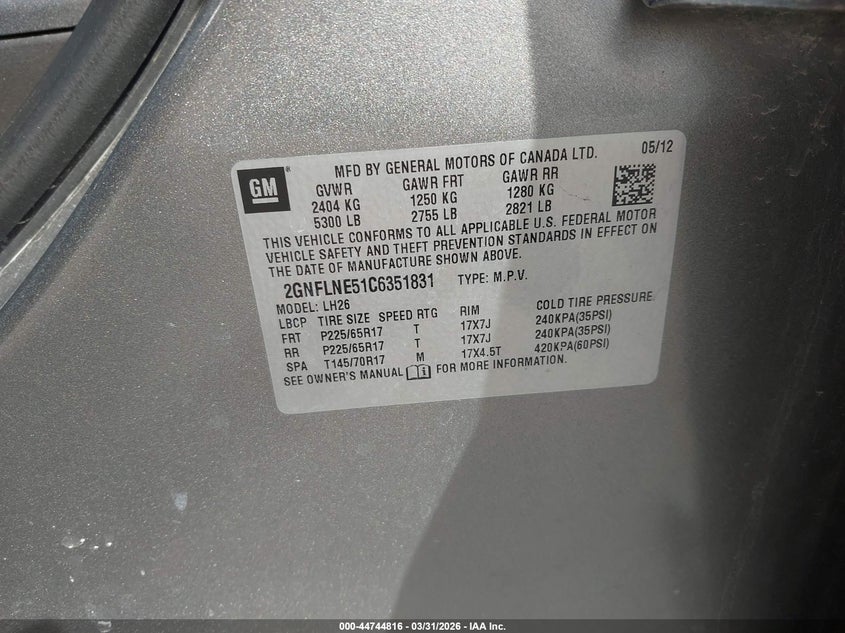 MFD BY GENERAL MOTORS OF CANADA LTD. 05/12
GM®
GVWR GAWR FRT GAWR RR
2404 KG 1250 KG 1280 KG
5300 LB 2755 LB 2821 LB
THIS VEHICLE CONFORMS TO ALL APPLICABLE U.S. FEDERAL MOTOR
VEHICLE SAFETY AND THEFT PREVENTION STANDARDS IN EFFECT ON
THE DATE OF MANUFACTURE SHOWN ABOVE.
2GNFLNE51C6351831 TYPE: M.P.V.
MODEL: LH26
LBCP TIRE SIZE SPEED RTG RIM COLD TIRE PRESSURE
FRT P225/65R17 T 17X7J 240KPA(35PSI)
RR P225/65R17 T 17X7J 240KPA(35PSI)
SPA T145/70R17 M 17X4.5T 420KPA(60PSI)
SEE OWNER'S MANUAL i FOR MORE INFORMATION.
000-44744816 - 03/31/2026 - IAA Inc.